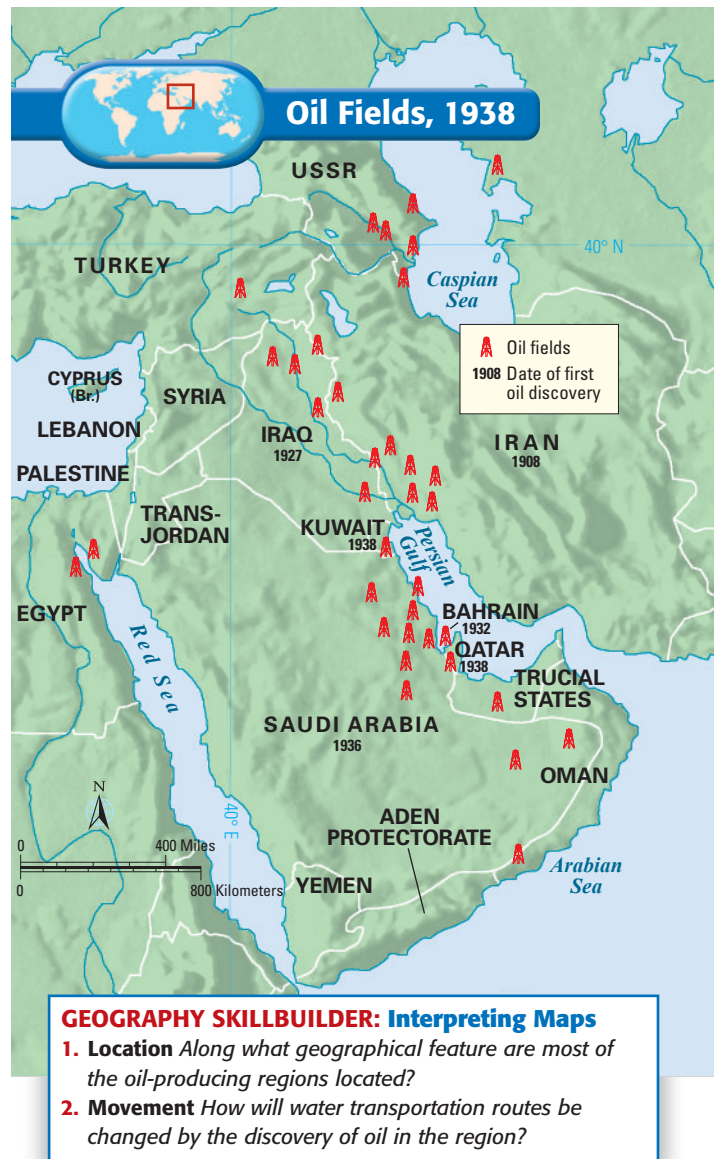 Oil Fields, 1938
USSR
40° N
TURKEY
Caspian
Sea
Oil fields
1908 Date of first
oil discovery
CYPRUS
(Br.)
SYRIA
LEBANON
IRAQ
1927
IRAN
1908
PALESTINE
TRANS-
JORDAN
KUWAIT
1938
Persian
Gulf
EGYPT
BAHRAIN
1932
Red Sea
QATAR
1938
TRUCIAL
STATES
SAUDI ARABIA
1936
OMAN
N
40° E
ADEN
PROTECTORATE
0 400 Miles
0 800 Kilometers
YEMEN
Arabian
Sea
GEOGRAPHY SKILLBUILDER: Interpreting Maps
1. Location Along what geographical feature are most of
the oil-producing regions located?
2. Movement How will water transportation routes be
changed by the discovery of oil in the region?